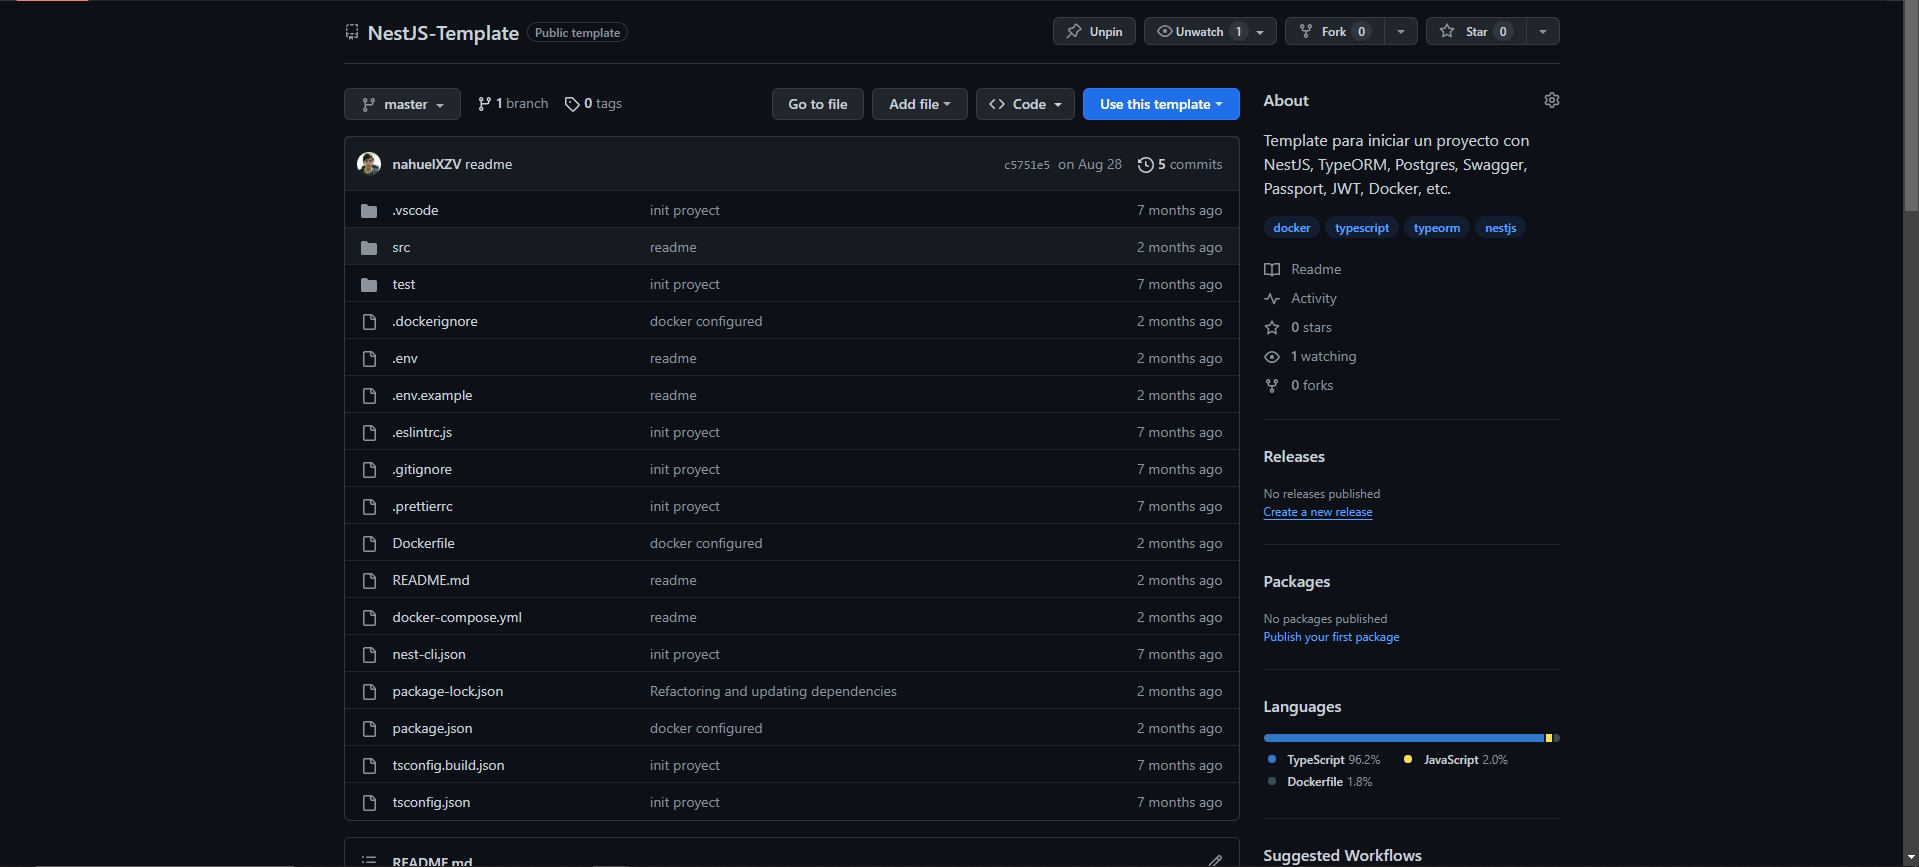 NestJS-Template Public template Unpin Unwatch 1 Fork 0 Star 0
master 1 branch 0 tags Go to file Add file Code Use this template
nahuelXZV readme c5751e5 on Aug 28 5 commits
.vscode init proyect 7 months ago
src readme 2 months ago
test init proyect 7 months ago
.dockerignore docker configured 2 months ago
.env readme 2 months ago
.env.example readme 2 months ago
.eslintrc.js init proyect 7 months ago
.gitignore init proyect 7 months ago
.prettierrc init proyect 7 months ago
Dockerfile docker configured 2 months ago
README.md readme 2 months ago
docker-compose.yml readme 2 months ago
nest-cli.json init proyect 7 months ago
package-lock.json Refactoring and updating dependencies 2 months ago
package.json docker configured 2 months ago
tsconfig.build.json init proyect 7 months ago
tsconfig.json init proyect 7 months ago
README.md
About
Template para iniciar un proyecto con
NestJS, TypeORM, Postgres, Swagger,
Passport, JWT, Docker, etc.
docker typescript typeorm nestjs
Readme
Activity
0 stars
1 watching
0 forks
Releases
No releases published
Create a new release
Packages
No packages published
Publish your first package
Languages
TypeScript 96.2% JavaScript 2.0%
Dockerfile 1.8%
Suggested Workflows